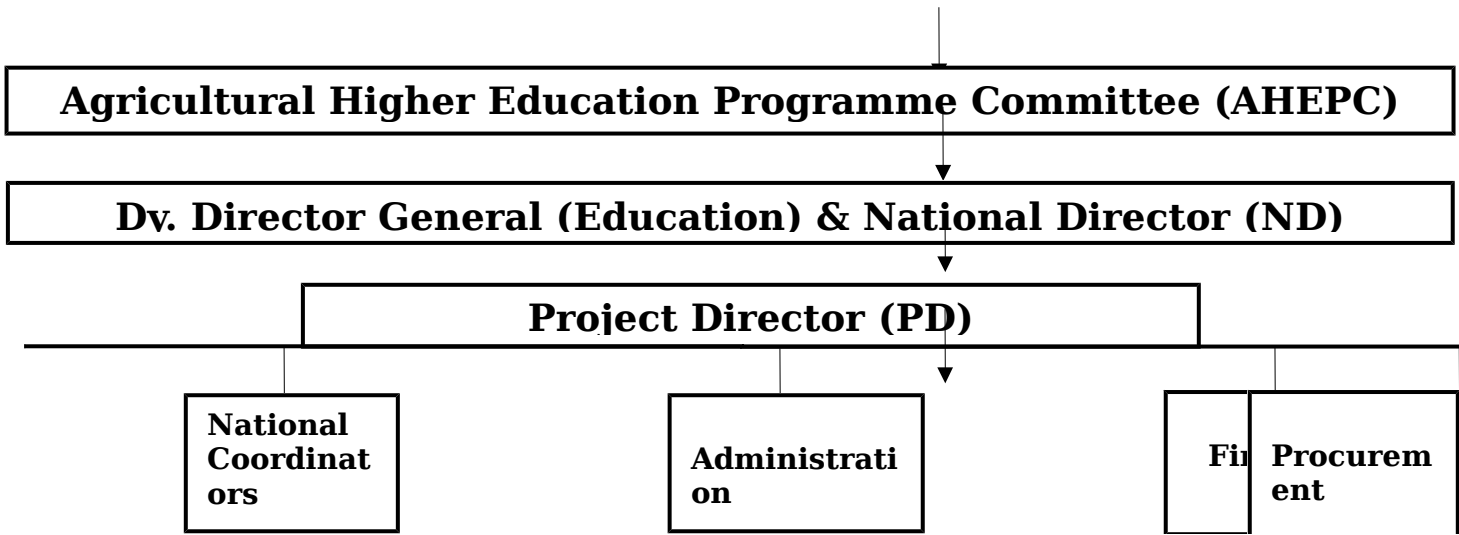 Agricultural Higher Education Programme Committee (AHEPC)
Dy. Director General (Education) & National Director (ND)
Project Director (PD)
National
Coordinat
ors
Administrati
on
Procurem
ent